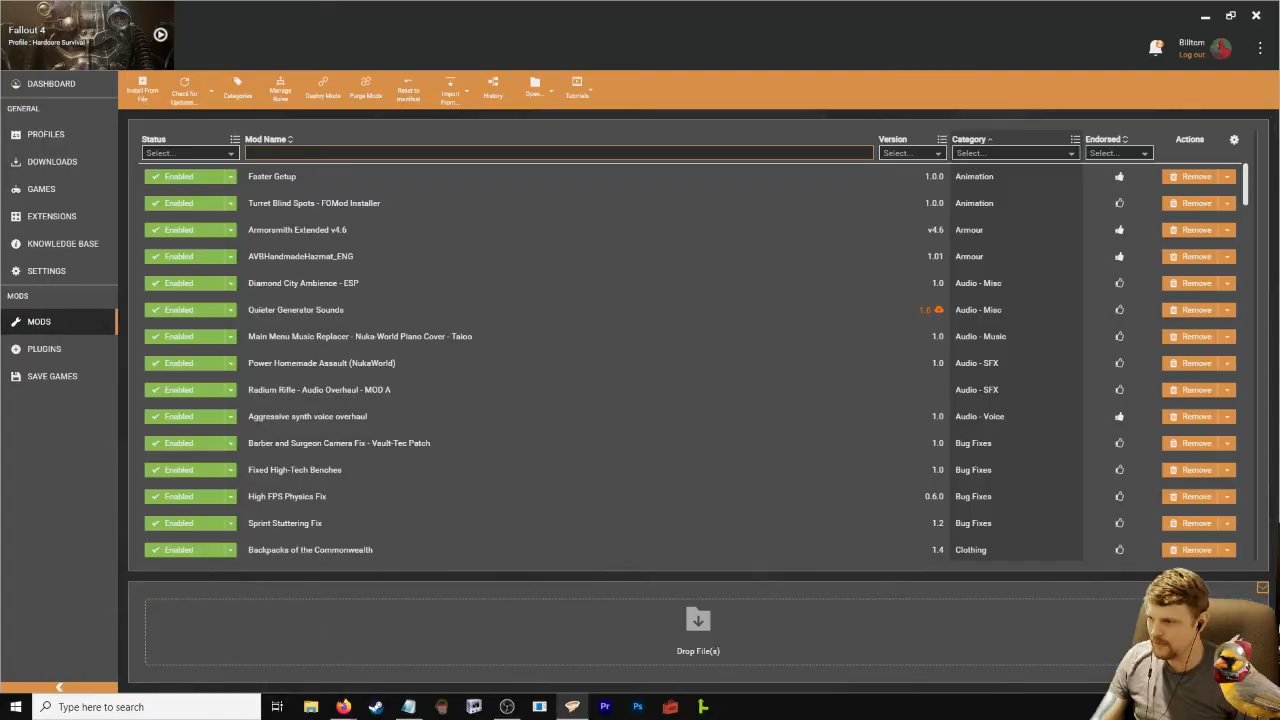 Fallout 4
Profile : Hardcore Survival
Billtom
Log out
2
DASHBOARD
GENERAL
PROFILES
DOWNLOADS
GAMES
EXTENSIONS
KNOWLEDGE BASE
SETTINGS
MODS
MODS
PLUGINS
SAVE GAMES
Install From File
Check for Updates...
Categories
Manage Rules
Deploy Mods
Purge Mods
Reset to manifest
Import From...
History
Open...
Tutorials
Status Mod Name Version Category Endorsed Actions
Select... Select... Select... Select...
Enabled Faster Getup 1.0.0 Animation Remove
Enabled Turret Blind Spots - FOMod Installer 1.0.0 Animation Remove
Enabled Armorsmith Extended v4.6 v4.6 Armour Remove
Enabled AVBHandmadeHazmat_ENG 1.01 Armour Remove
Enabled Diamond City Ambience - ESP 1.0 Audio - Misc Remove
Enabled Quieter Generator Sounds 1.0 Audio - Misc Remove
Enabled Main Menu Music Replacer - Nuka-World Piano Cover - Taioo 1.0 Audio - Music Remove
Enabled Power Homemade Assault (NukaWorld) 1.0 Audio - SFX Remove
Enabled Radium Rifle - Audio Overhaul - MOD A Audio - SFX Remove
Enabled Aggressive synth voice overhaul 1.0 Audio - Voice Remove
Enabled Barber and Surgeon Camera Fix - Vault-Tec Patch 1.0 Bug Fixes Remove
Enabled Fixed High-Tech Benches 1.0 Bug Fixes Remove
Enabled High FPS Physics Fix 0.6.0 Bug Fixes Remove
Enabled Sprint Stuttering Fix 1.2 Bug Fixes Remove
Enabled Backpacks of the Commonwealth 1.4 Clothing Remove
Drop File(s)
Type here to search
Pr
Ps